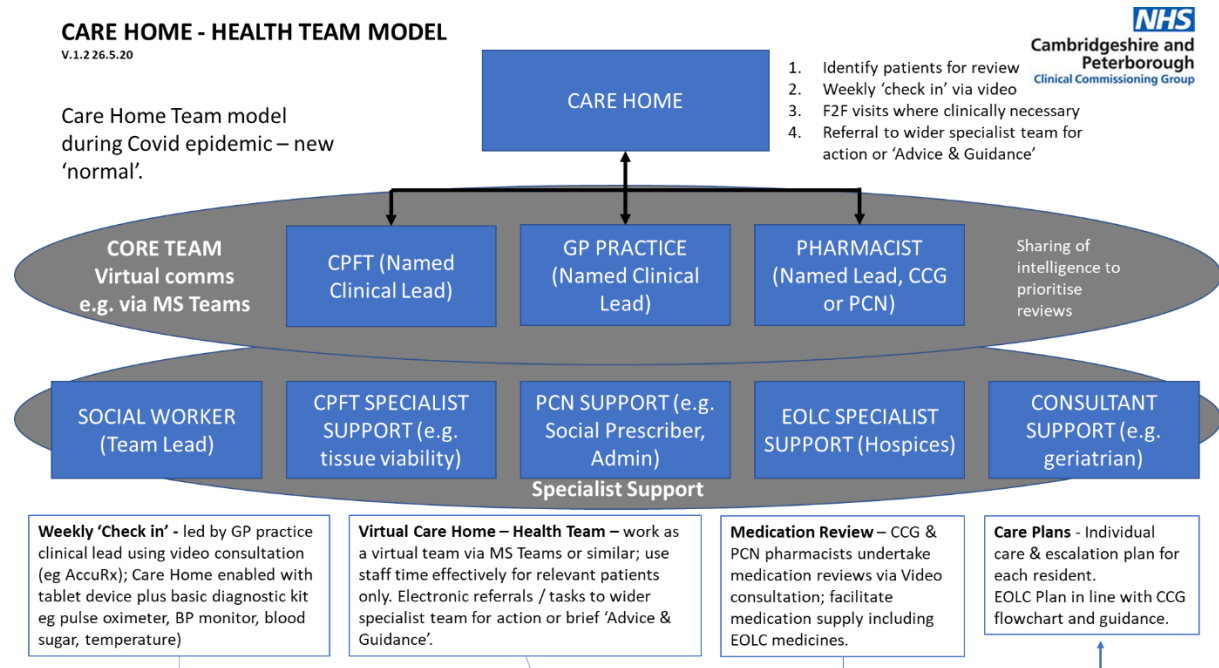 CARE HOME - HEALTH TEAM MODEL
V.1.2 26.5.20
NHS
Cambridgeshire and
Peterborough
Clinical Commissioning Group
Care Home Team model
during Covid epidemic – new
‘normal’.
CARE HOME
1. Identify patients for review
2. Weekly ‘check in’ via video
3. F2F visits where clinically necessary
4. Referral to wider specialist team for
action or ‘Advice & Guidance’
CORE TEAM
Virtual comms
e.g. via MS Teams
CPFT (Named
Clinical Lead)
GP PRACTICE
(Named Clinical
Lead)
PHARMACIST
(Named Lead, CCG
or PCN)
Sharing of
intelligence to
prioritise
reviews
SOCIAL WORKER
(Team Lead)
CPFT SPECIALIST
SUPPORT (e.g.
tissue viability)
PCN SUPPORT (e.g.
Social Prescriber,
Admin)
EOLC SPECIALIST
SUPPORT (Hospices)
CONSULTANT
SUPPORT (e.g.
geriatrian)
Specialist Support
Weekly ‘Check in’ - led by GP practice
clinical lead using video consultation
(eg AccuRx); Care Home enabled with
tablet device plus basic diagnostic kit
eg pulse oximeter, BP monitor, blood
sugar, temperature)
Virtual Care Home – Health Team – work as
a virtual team via MS Teams or similar; use
staff time effectively for relevant patients
only. Electronic referrals / tasks to wider
specialist team for action or brief ‘Advice &
Guidance’.
Medication Review – CCG &
PCN pharmacists undertake
medication reviews via Video
consultation; facilitate
medication supply including
EOLC medicines.
Care Plans - Individual
care & escalation plan for
each resident.
EOLC Plan in line with CCG
flowchart and guidance.